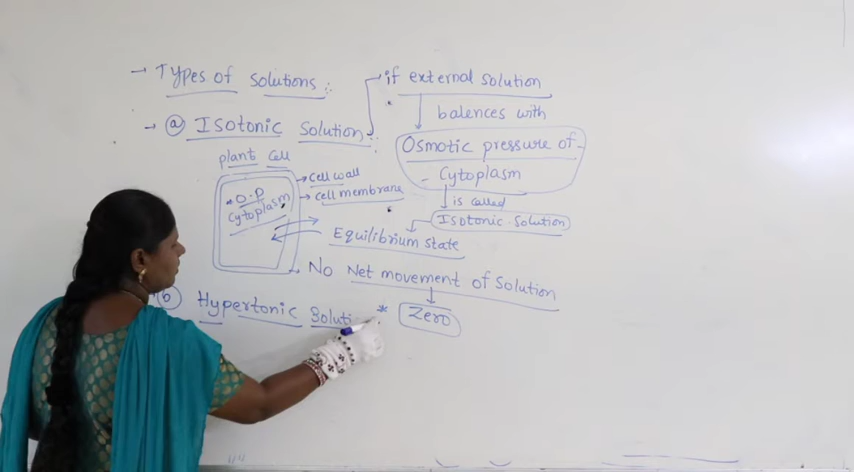 → Types of Solutions :.
→ ⓐ Isotonic Solution :.
plant cell
→ cell wall
→ cell membrane
O.P
Cytoplasm
→ if external solution
balences with
Osmotic pressure of
Cytoplasm
is called
Isotonic Solution
Equilibrium state
→ No Net movement of Solution
Zero
ⓑ Hypertonic Soluti
*